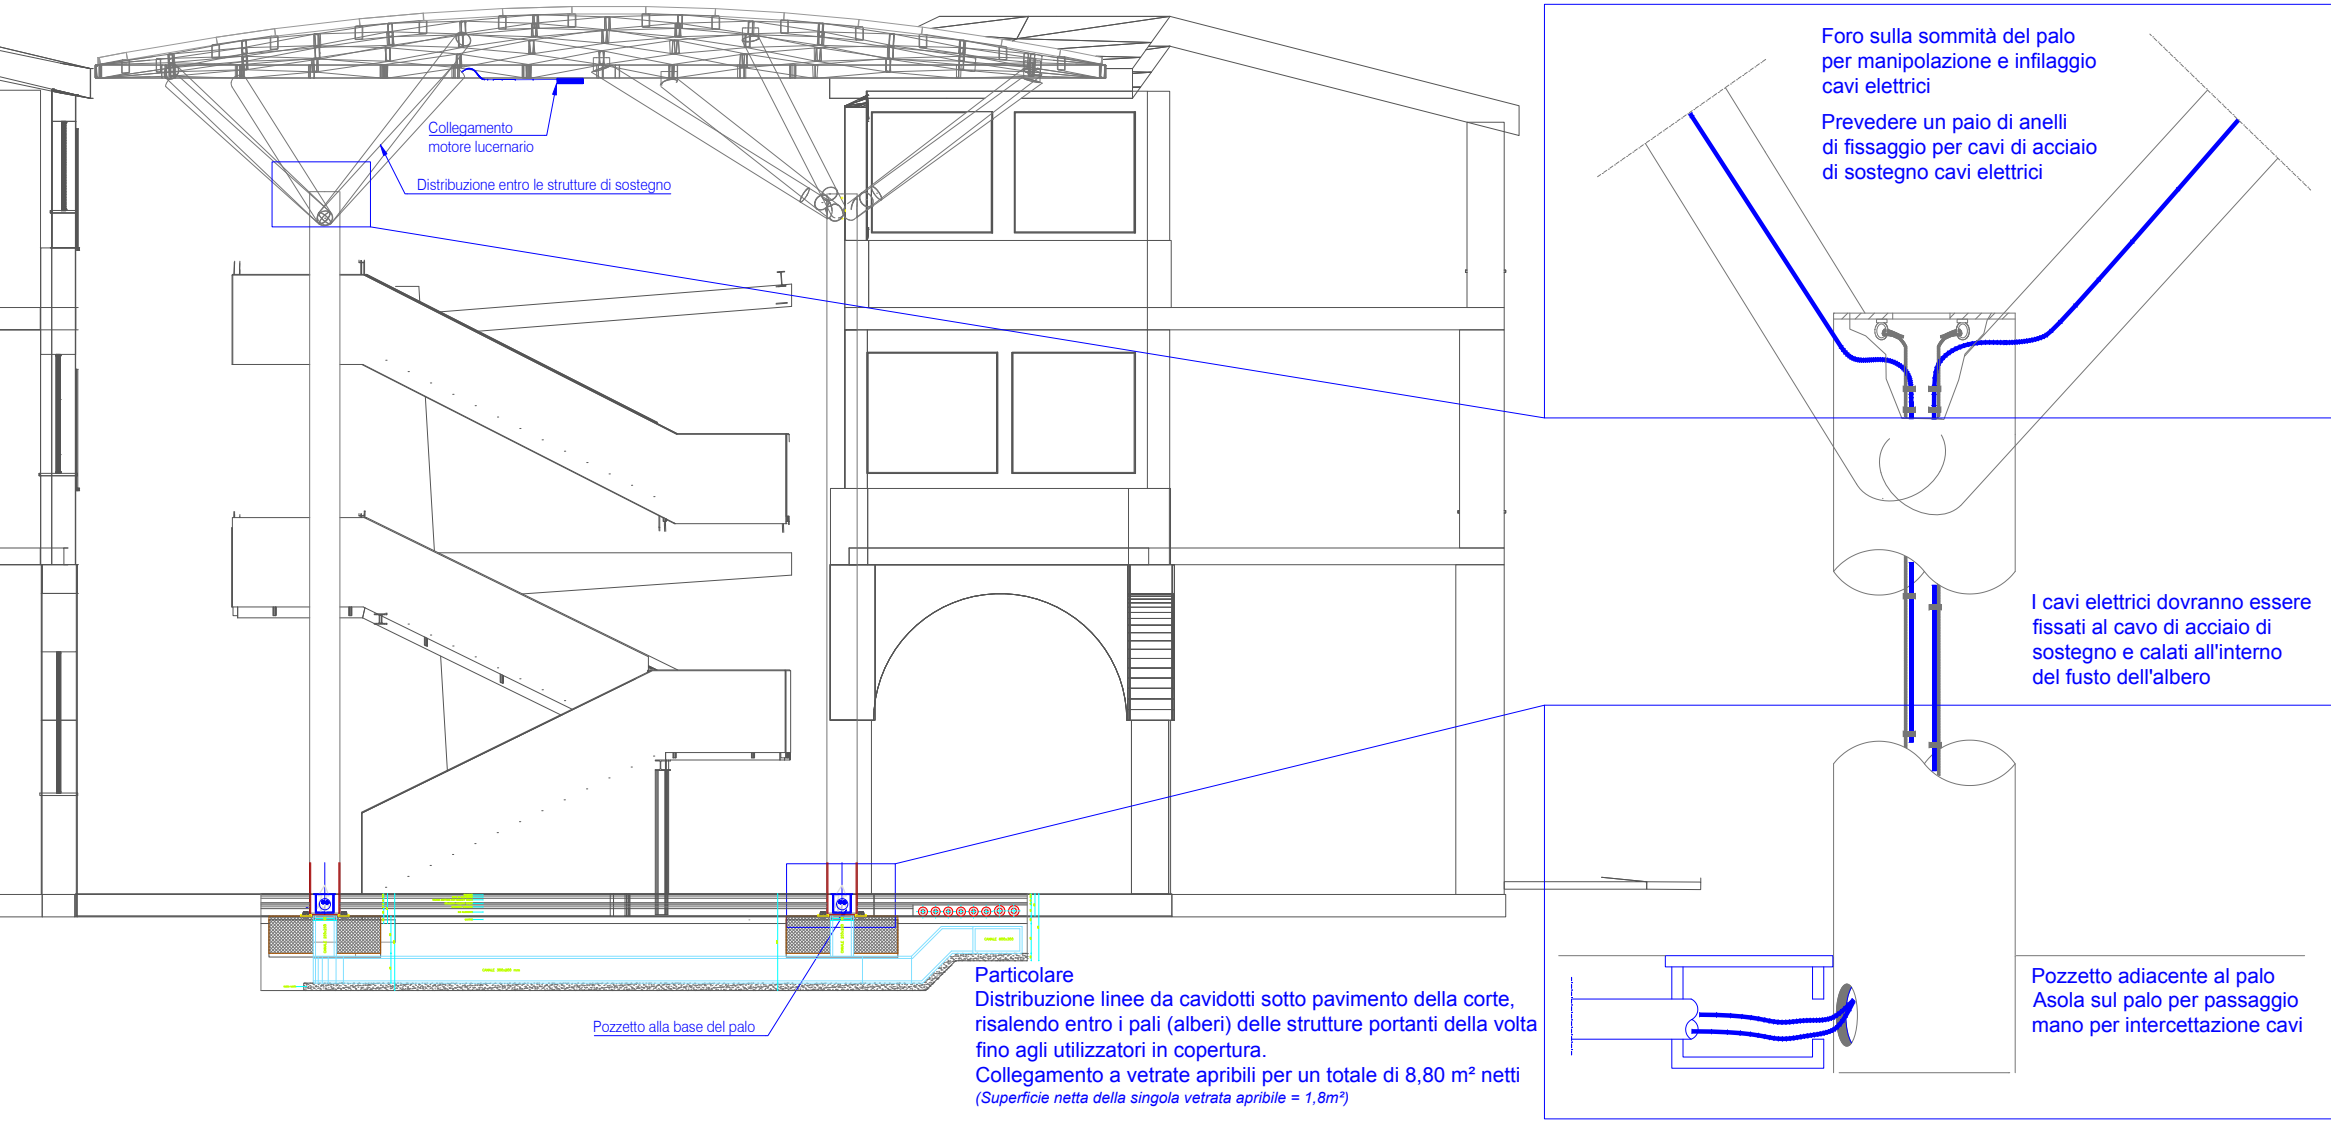 Foro sulla sommità del palo
per manipolazione e infilaggio
cavi elettrici
Prevedere un paio di anelli
di fissaggio per cavi di acciaio
di sostegno cavi elettrici
Collegamento
motore lucernario
Distribuzione entro le strutture di sostegno
I cavi elettrici dovranno essere
fissati al cavo di acciaio di
sostegno e calati all'interno
del fusto dell'albero
Pozzetto alla base del palo
Particolare
Distribuzione linee da cavidotti sotto pavimento della corte,
risalendo entro i pali (alberi) delle strutture portanti della volta
fino agli utilizzatori in copertura.
Collegamento a vetrate apribili per un totale di 8,80 m² netti
(Superficie netta della singola vetrata apribile = 1,8m²)
Pozzetto adiacente al palo
Asola sul palo per passaggio
mano per intercettazione cavi